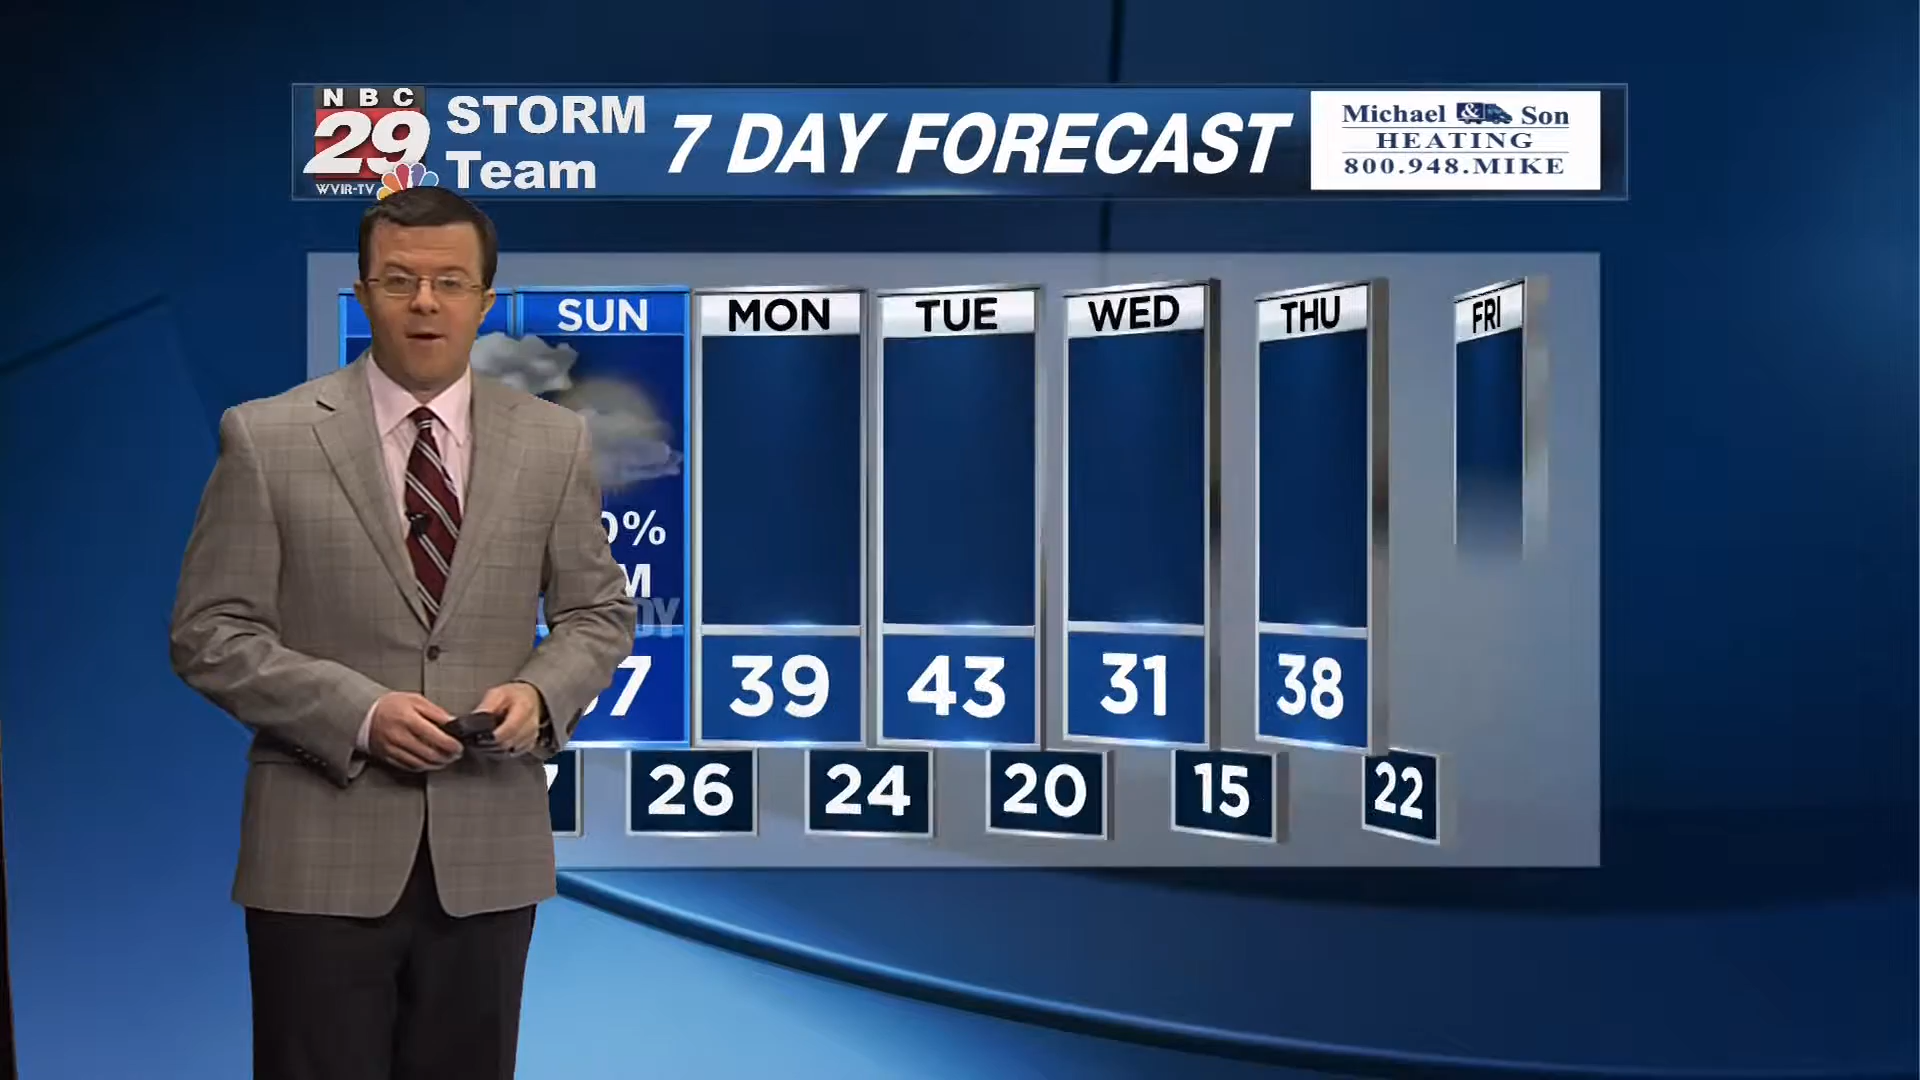 NBC
29
WVIR-TV
STORM
Team
7 DAY FORECAST
Michael & Son
HEATING
800.948.MIKE
SUN MON TUE WED THU FRI
39 43 31 38
26 24 20 15 22